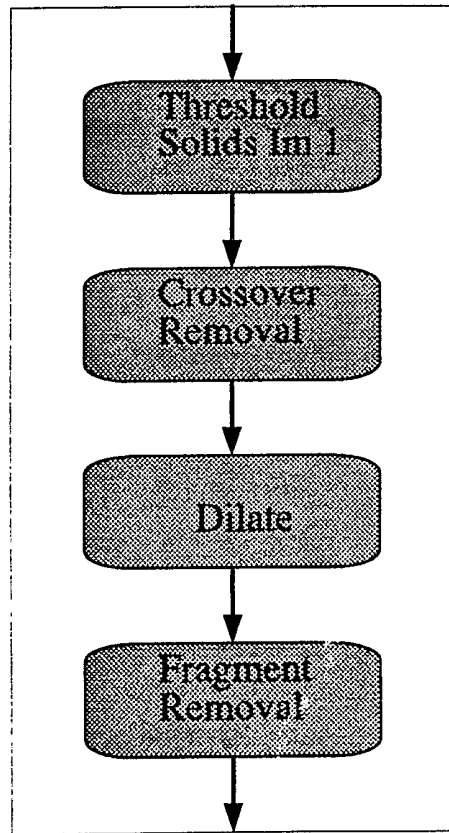 Threshold
Solids Im 1
Crossover
Removal
Dilate
Fragment
Removal